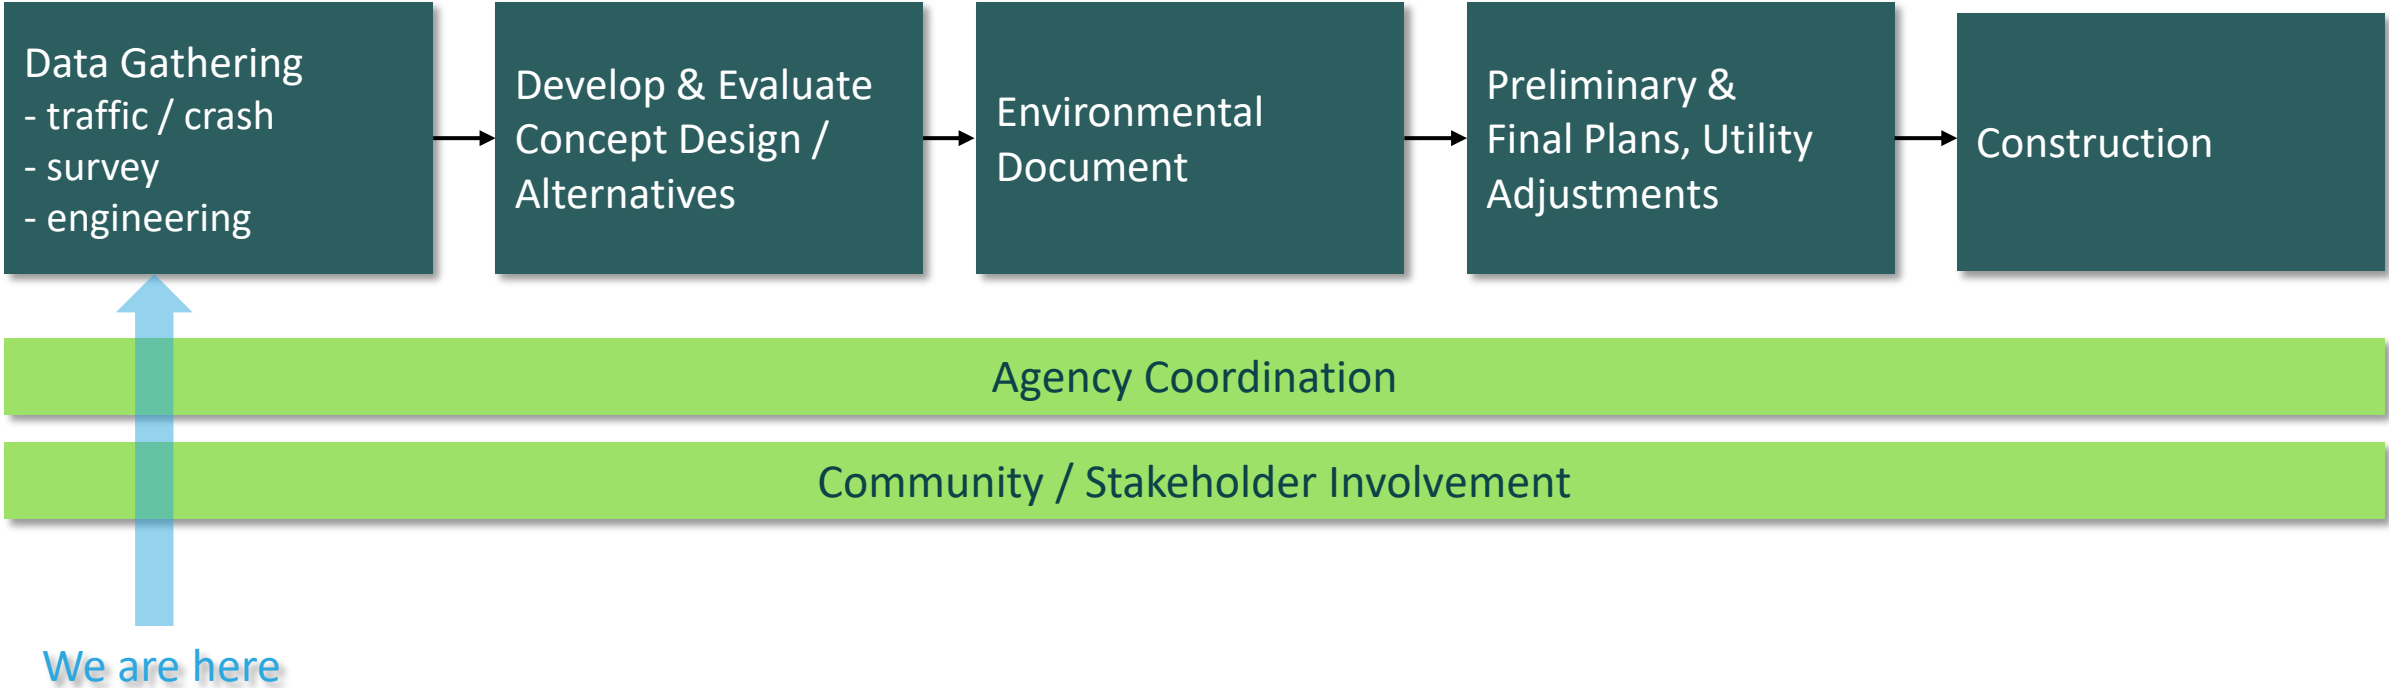 Data Gathering
- traffic / crash
- survey
- engineering
Develop & Evaluate
Concept Design /
Alternatives
Environmental
Document
Preliminary &
Final Plans, Utility
Adjustments
Construction
Agency Coordination
Community / Stakeholder Involvement
We are here